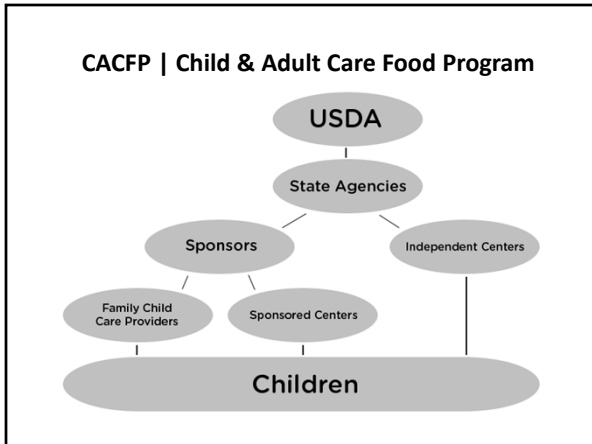 CACFP | Child & Adult Care Food Program
USDA
State Agencies
Sponsors
Independent Centers
Family Child
Care Providers
Sponsored Centers
Children